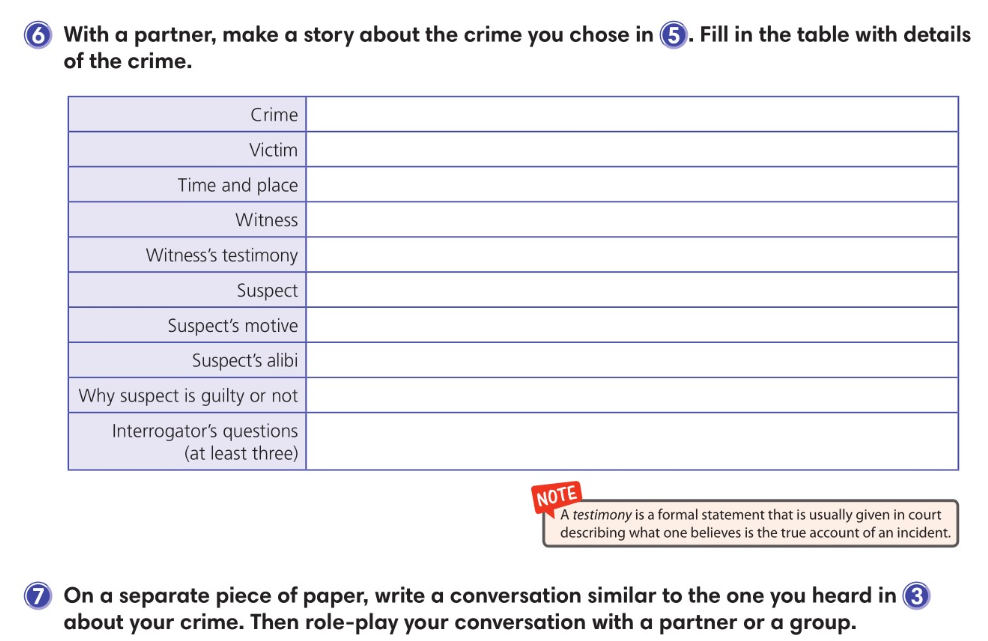 6 With a partner, make a story about the crime you chose in 5. Fill in the table with details
of the crime.
Crime
Victim
Time and place
Witness
Witness's testimony
Suspect
Suspect's motive
Suspect's alibi
Why suspect is guilty or not
Interrogator's questions
(at least three)
NOTE
A testimony is a formal statement that is usually given in court
describing what one believes is the true account of an incident.
7 On a separate piece of paper, write a conversation similar to the one you heard in 3
about your crime. Then role-play your conversation with a partner or a group.